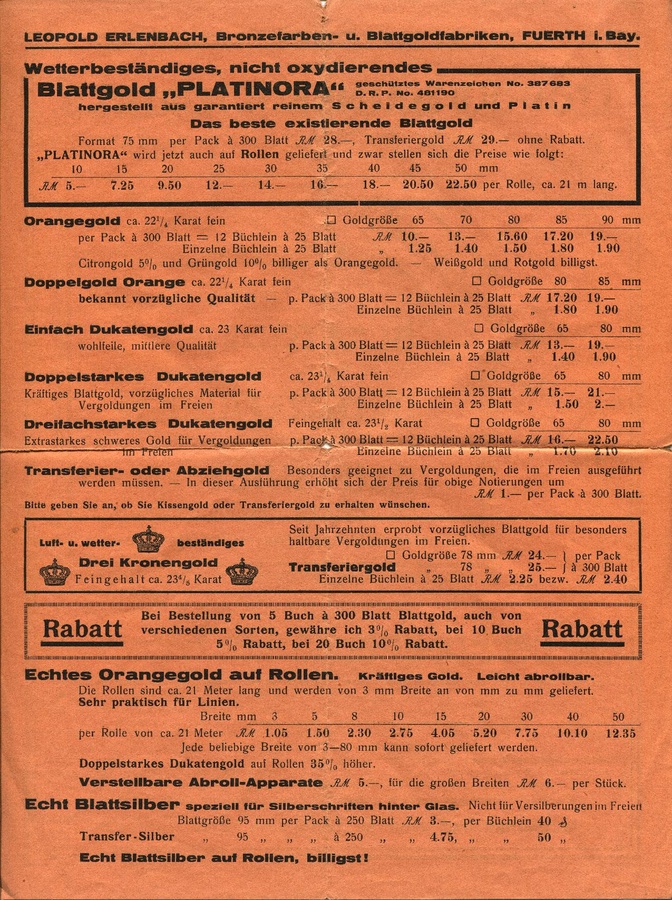 LEOPOLD ERLENBACH, Bronzefarben- u. Blattgoldfabriken, FUERTH i. Bay.
Wetterbeständiges, nicht oxydierendes
Blattgold „PLATINORA“ geschütztes Warenzeichen No. 387683
D. R. P. No. 481190
hergestellt aus garantiert reinem Scheidegold und Platin
Das beste existierende Blattgold
Format 75 mm per Pack à 300 Blatt RM 28.—, Transferiergold RM 29.— ohne Rabatt.
„PLATINORA“ wird jetzt auch auf Rollen geliefert und zwar stellen sich die Preise wie folgt:
10 15 20 25 30 35 40 45 50 mm
RM 5.— 7.25 9.50 12.— 14.— 16.— 18.— 20.50 22.50 per Rolle, ca. 21 m lang.
Orangegold ca. 22¼ Karat fein □ Goldgröße 65 70 80 85 90 mm
per Pack à 300 Blatt = 12 Büchlein à 25 Blatt RM 10.— 13.— 15.60 17.20 19.—
Einzelne Büchlein à 25 Blatt „ 1.25 1.40 1.50 1.80 1.90
Citrongold 5% und Grüngold 10% billiger als Orangegold. — Weißgold und Rotgold billigst.
Doppelgold Orange ca. 22¼ Karat fein □ Goldgröße 80 85 mm
bekannt vorzügliche Qualität — p. Pack à 300 Blatt = 12 Büchlein à 25 Blatt RM 17.20 19.—
Einzelne Büchlein à 25 Blatt „ 1.80 1.90
Einfach Dukatengold ca. 23 Karat fein □ Goldgröße 65 80 mm
wohlfeile, mittlere Qualität p. Pack à 300 Blatt = 12 Büchlein à 25 Blatt RM 13.— 19.—
Einzelne Büchlein à 25 Blatt „ 1.40 1.90
Doppelstarkes Dukatengold ca. 23¼ Karat fein □ Goldgröße 65 80 mm
Kräftiges Blattgold, vorzügliches Material für p. Pack à 300 Blatt = 12 Büchlein à 25 Blatt RM 15.— 21.—
Vergoldungen im Freien Einzelne Büchlein à 25 Blatt „ 1.50 2.—
Dreifachstarkes Dukatengold Feingehalt ca. 23½ Karat □ Goldgröße 65 80 mm
Extrastarkes schweres Gold für Vergoldungen p. Pack à 300 Blatt = 12 Büchlein à 25 Blatt RM 16.— 22.50
im Freien Einzelne Büchlein à 25 Blatt „ 1.70 2.10
Transferier- oder Abziehgold Besonders geeignet zu Vergoldungen, die im Freien ausgeführt
werden müssen. — In dieser Ausführung erhöht sich der Preis für obige Notierungen um
RM 1.— per Pack à 300 Blatt.
Bitte geben Sie an, ob Sie Kissengold oder Transferiergold zu erhalten wünschen.
Luft- u. wetter- beständiges
Drei Kronengold
Feingehalt ca. 23⅘ Karat
Seit Jahrzehnten erprobt vorzügliches Blattgold für besonders
haltbare Vergoldungen im Freien.
□ Goldgröße 78 mm RM 24.— } per Pack
Transferiergold „ 78 „ „ 25.— } à 300 Blatt
Einzelne Büchlein à 25 Blatt RM 2.25 bezw. RM 2.40
Rabatt
Bei Bestellung von 5 Buch à 300 Blatt Blattgold, auch von
verschiedenen Sorten, gewähre ich 3% Rabatt, bei 10 Buch
5% Rabatt, bei 20 Buch 10% Rabatt.
Rabatt
Echtes Orangegold auf Rollen. Kräftiges Gold. Leicht abrollbar.
Die Rollen sind ca. 21 Meter lang und werden von 3 mm Breite an von mm zu mm geliefert.
Sehr praktisch für Linien.
Breite mm 3 5 8 10 15 20 30 40 50
per Rolle von ca. 21 Meter RM 1.05 1.50 2.30 2.75 4.05 5.20 7.75 10.10 12.35
Jede beliebige Breite von 3—80 mm kann sofort geliefert werden.
Doppelstarkes Dukatengold auf Rollen 35% höher.
Verstellbare Abroll-Apparate RM 5.—, für die großen Breiten RM 6.— per Stück.
Echt Blattsilber speziell für Silberschriften hinter Glas. Nicht für Versilberungen im Freien
Blattgröße 95 mm per Pack à 250 Blatt RM 3.—, per Büchlein 40 ₰
Transfer-Silber „ 95 „ „ „ à 250 „ „ 4.75, „ „ 50 „
Echt Blattsilber auf Rollen, billigst!